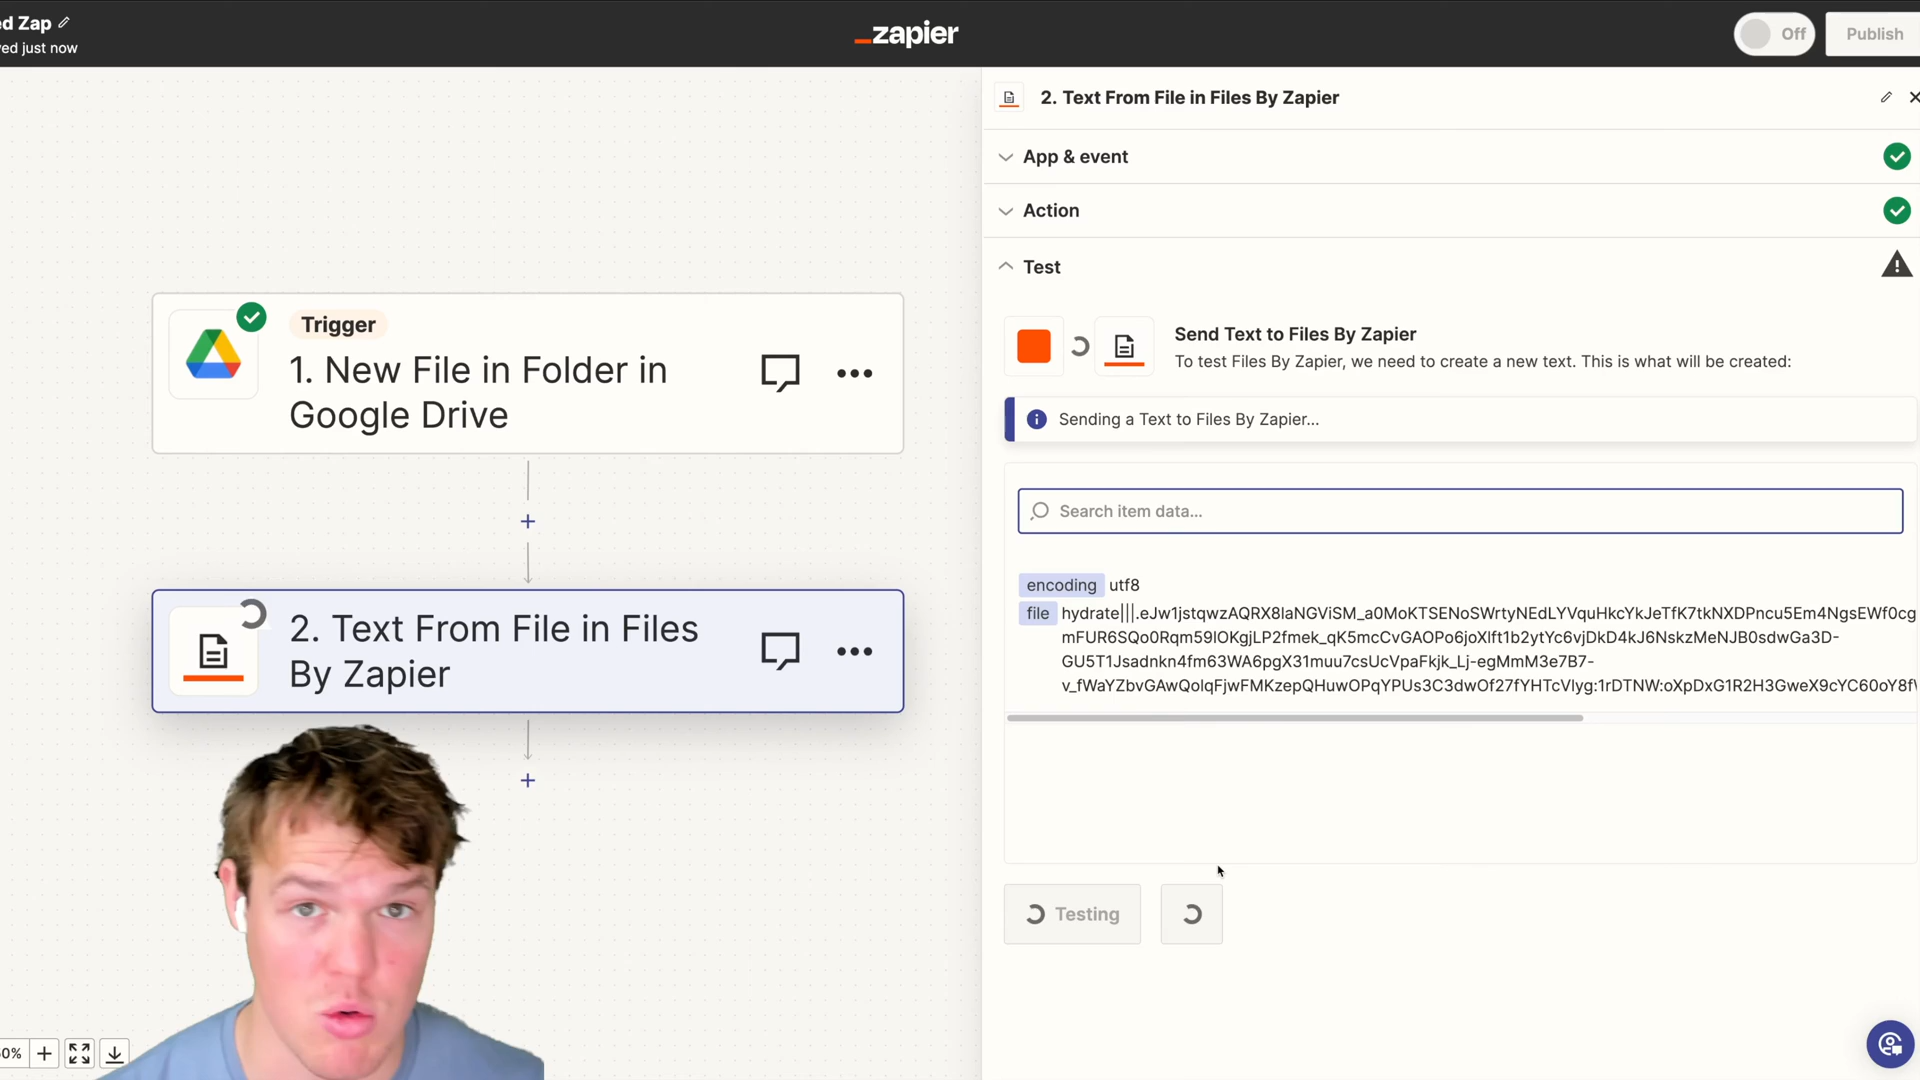 ed Zap
ved just now
zapier
Off
Publish
2. Text From File in Files By Zapier
App & event
Action
Test
Send Text to Files By Zapier
To test Files By Zapier, we need to create a new text. This is what will be created:
Sending a Text to Files By Zapier...
Search item data...
encoding utf8
file hydrate|||.eJw1jstqwzAQRX8laNGViSM_a0MoKTSENoSWrtyNEdLYVquHkcYkJeTfK7tkNXDPncu5Em4NgsEWf0cg
mFUR6SQo0Rqm59lOKgjLP2fmek_qK5mcCvGAOPo6joXlft1b2ytYc6vjDkD4kJ6NskzMeNJB0sdwGa3D-
GU5T1Jsadnkn4fm63WA6pgX31muu7csUcVpaFkjk_Lj-egMmM3e7B7-
v_fWaYZbvGAwQolqFjwFMKzepQHuwOPqYPUs3C3dwOf27fYHTcVlyg:1rDTNW:oXpDxG1R2H3GweX9cYC60oY8f
Testing
Trigger
1. New File in Folder in
Google Drive
2. Text From File in Files
By Zapier
0%